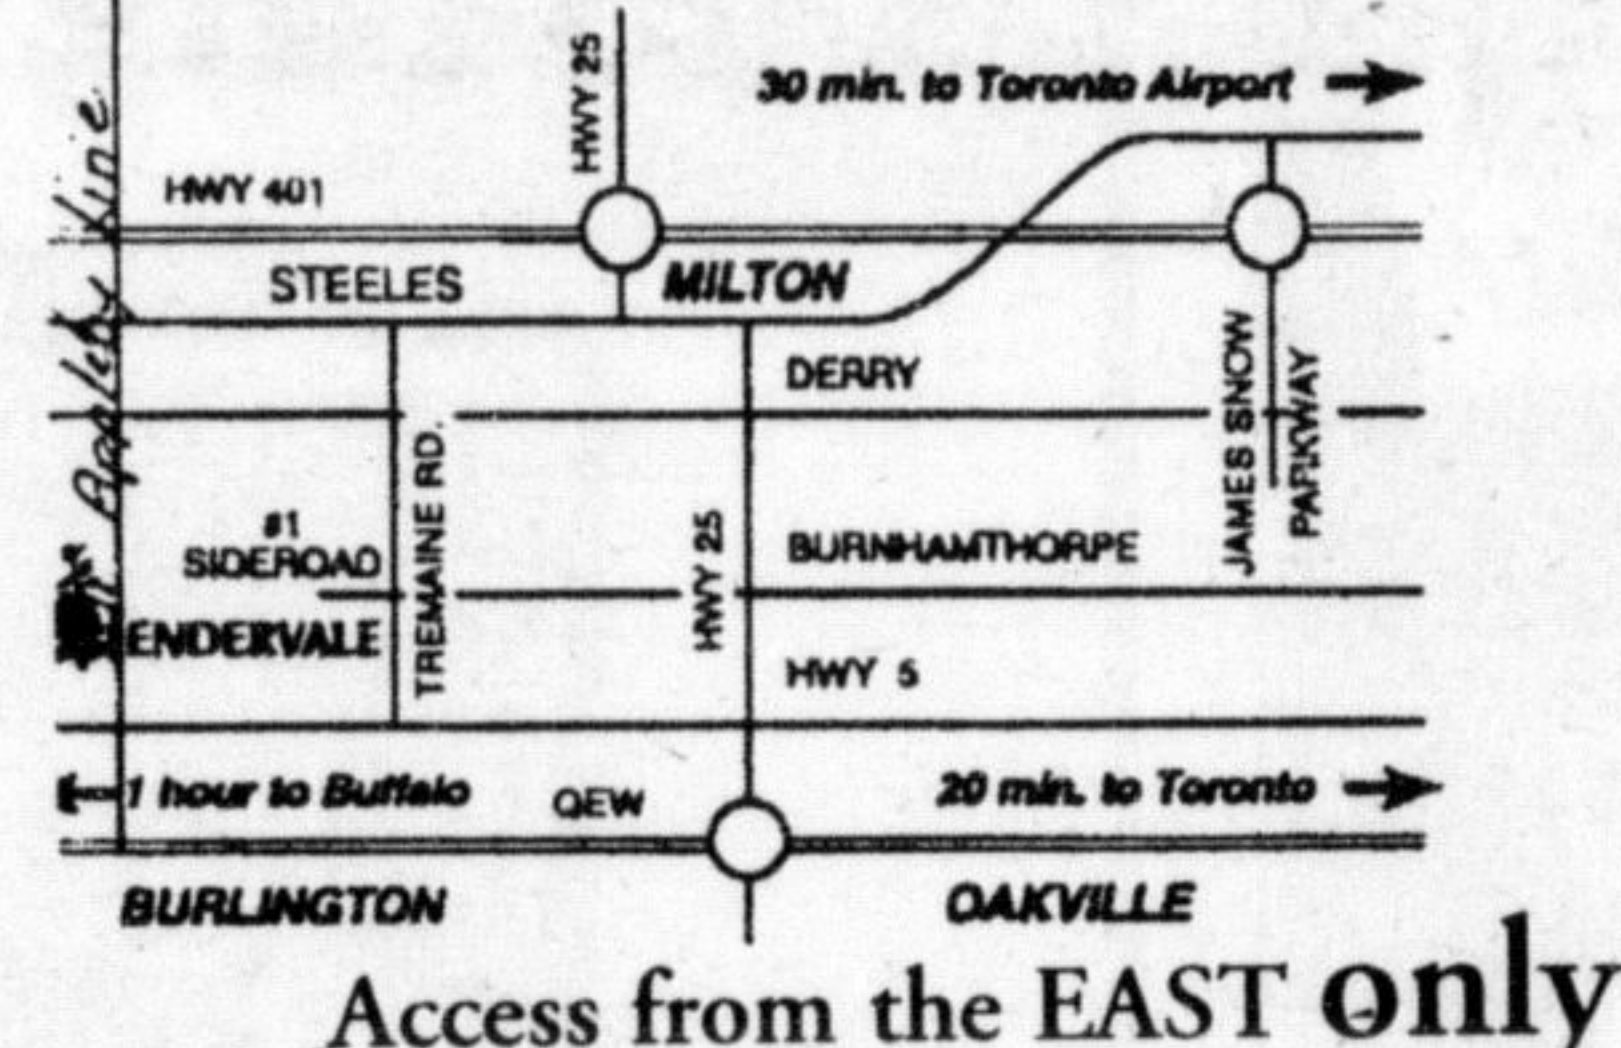 HWY 25
30 min. to Toronto Airport
Appleby Line
HWY 401
STEELES
MILTON
DERRY
JAMES SNOW
PARKWAY
TREMAINE RD.
#1
SIDEROAD
HWY 25
BURNHAMTHORPE
ENDERVALE
HWY 5
1 hour to Buffalo
QEW
20 min. to Toronto
BURLINGTON
OAKVILLE
Access from the EAST only